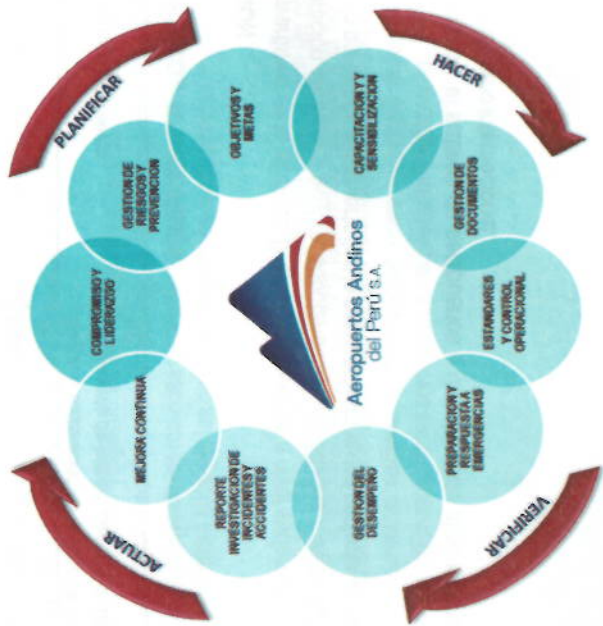 PLANIFICAR
HACER
VERIFICAR
ACTUAR
COMPROMISO Y
LIDERAZGO
GESTION DE
RIESGOS Y
PREVENCION
OBJETIVOS Y
METAS
CAPACITACION Y Y
SENSIBILIZACION
GESTION DE
DOCUMENTOS
ESTANDARES
Y CONTROL
OPERACIONAL
PREPARACION Y
RESPUESTA A
EMERGENCIAS
GESTION DEL
DESEMPEÑO
REPORTE
INVESTIGACION DE
INCIDENTES Y
ACCIDENTES
MEJORA CONTINUA
Aeropuertos Andinos
del Perú S.A.